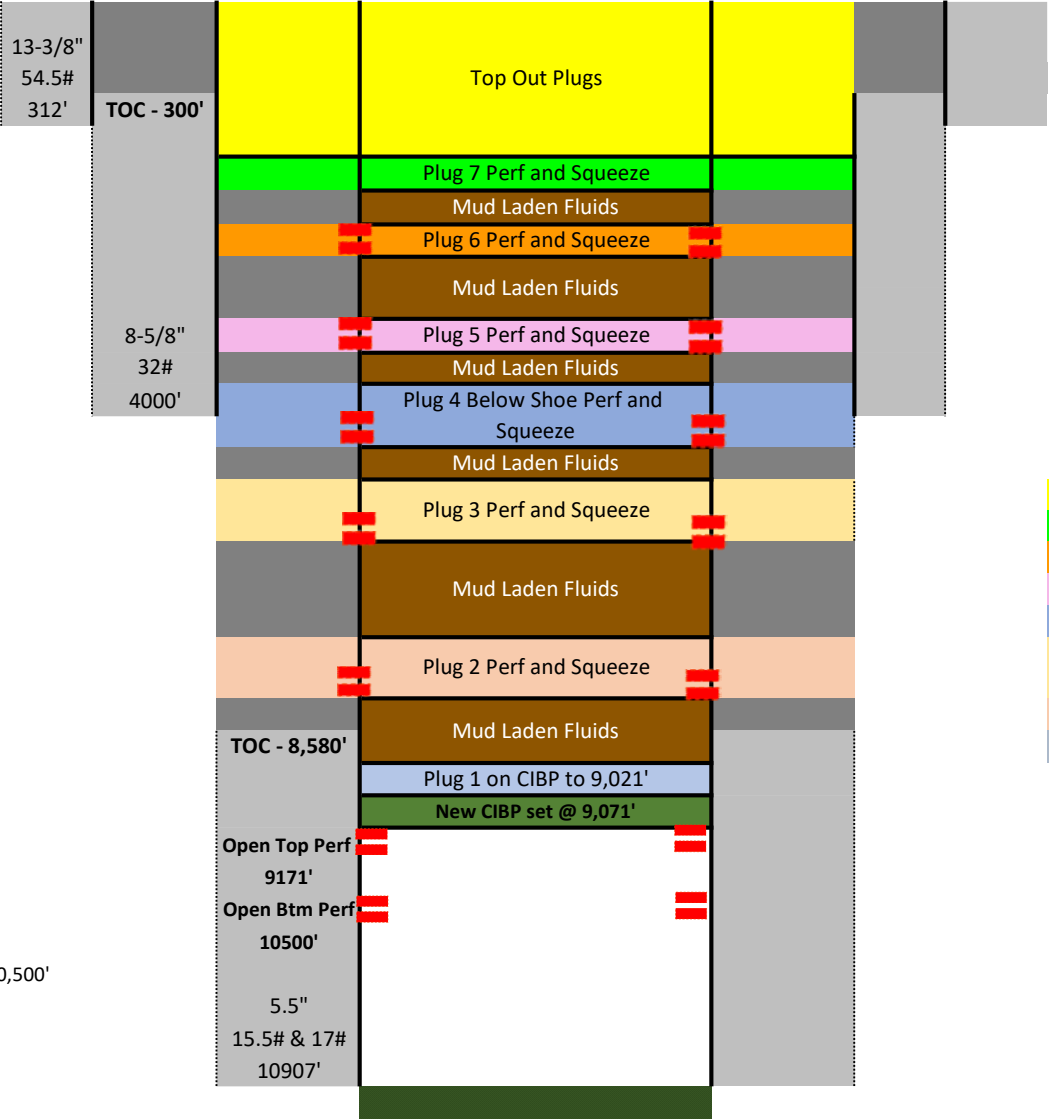 13-3/8"
54.5#
312'
TOC - 300'
Top Out Plugs
Plug 7 Perf and Squeeze
Mud Laden Fluids
Plug 6 Perf and Squeeze
Mud Laden Fluids
8-5/8"
32#
4000'
Plug 5 Perf and Squeeze
Mud Laden Fluids
Plug 4 Below Shoe Perf and
Squeeze
Mud Laden Fluids
Plug 3 Perf and Squeeze
Mud Laden Fluids
Plug 2 Perf and Squeeze
Mud Laden Fluids
TOC - 8,580'
Plug 1 on CIBP to 9,021'
New CIBP set @ 9,071'
Open Top Perf
9171'
Open Btm Perf
10500'
0,500'
5.5"
15.5# & 17#
10907'